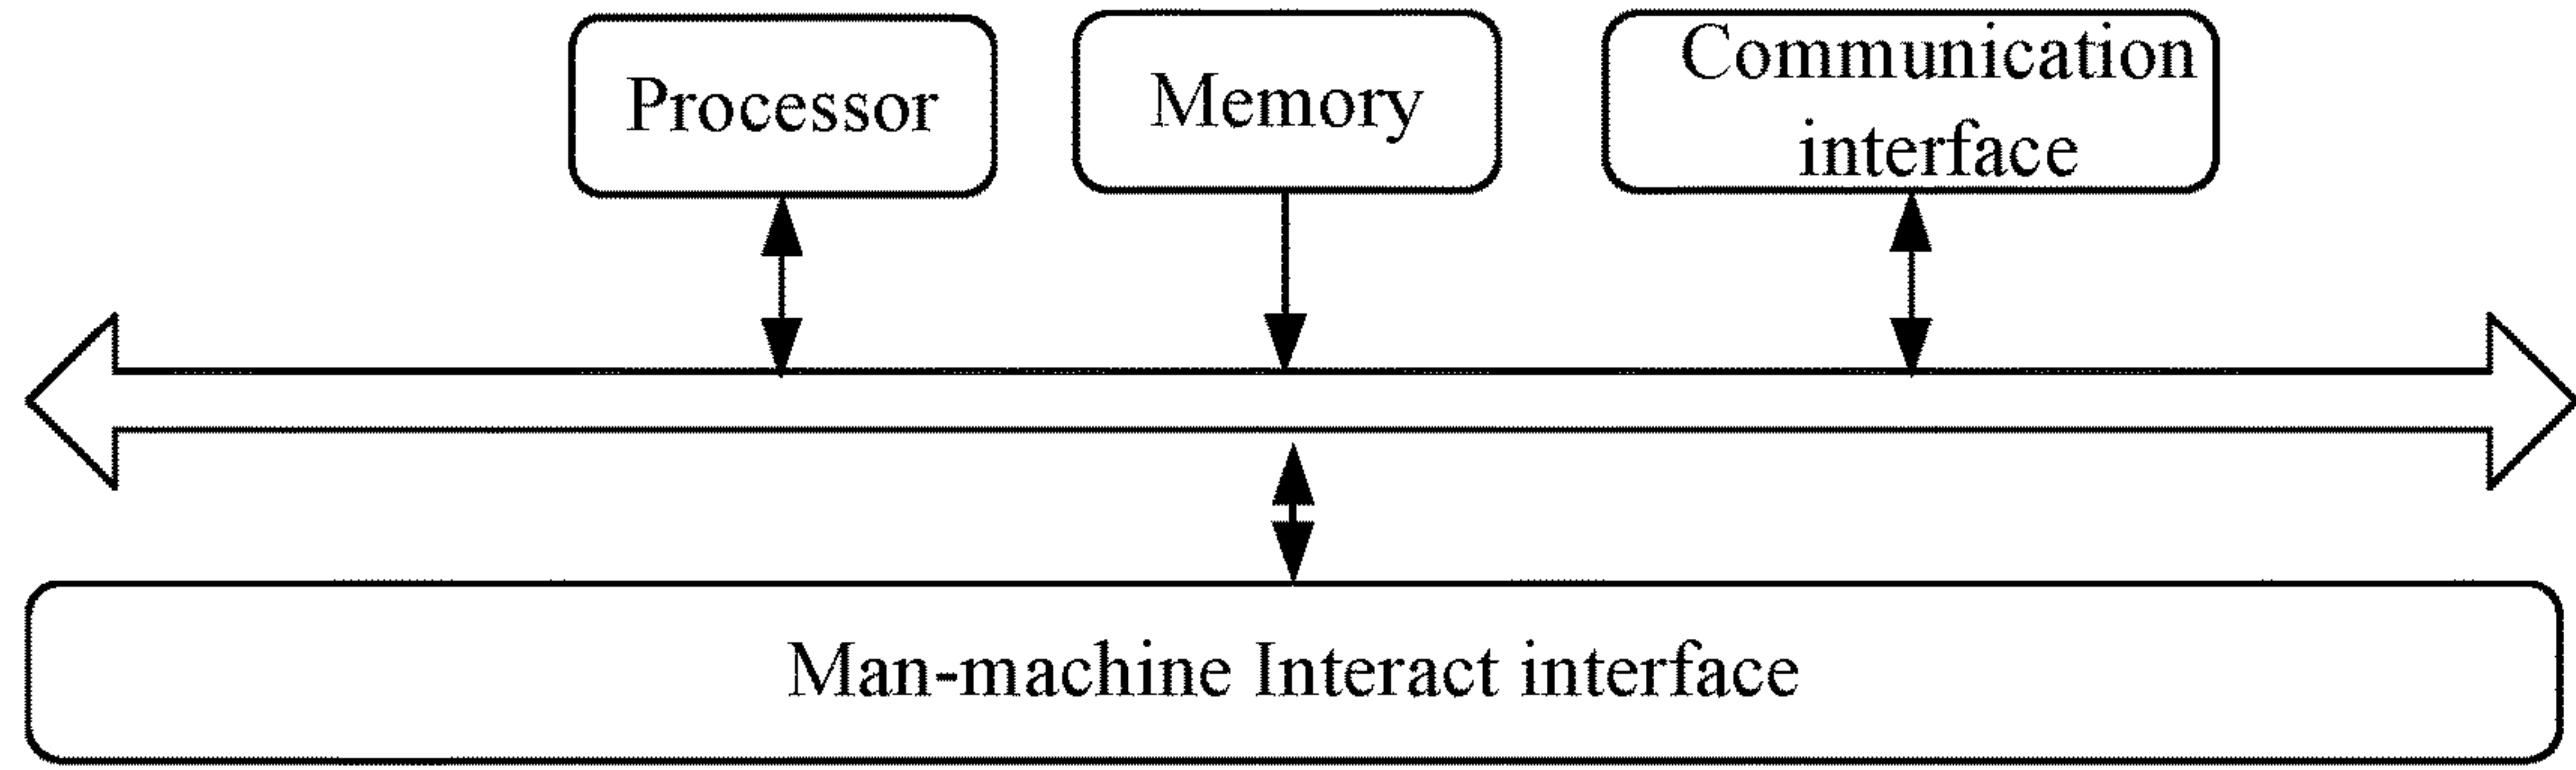 Processor
Memory
Communication
interface
Man-machine Interact interface